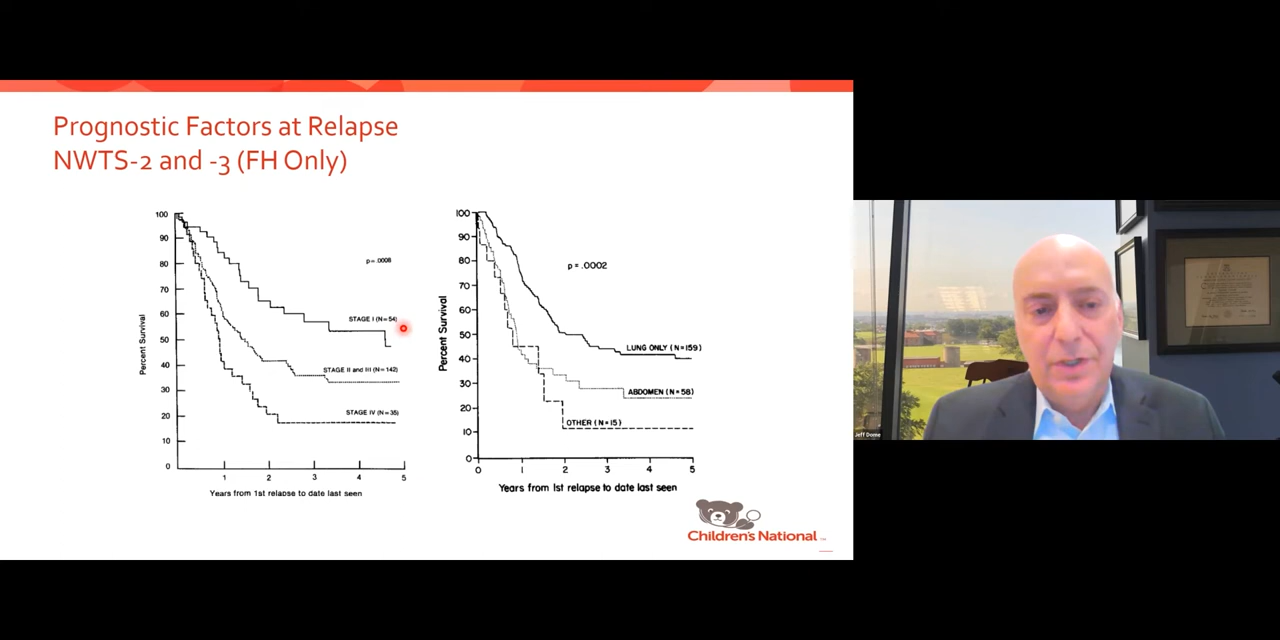 Prognostic Factors at Relapse
NWTS-2 and -3 (FH Only)
100
90
80
70
60
50
40
30
20
10
0
Percent Survival
p = .0008
STAGE I (N = 54)
STAGE II and III (N = 142)
STAGE IV (N = 35)
1 2 3 4 5
Years from 1st relapse to date last seen
100
90
80
70
60
50
40
30
20
10
0
Percent Survival
p = .0002
LUNG ONLY (N = 159)
ABDOMEN (N = 58)
OTHER (N = 15)
0 1 2 3 4 5
Years from 1st relapse to date last seen
Children's National
Jeff Dome